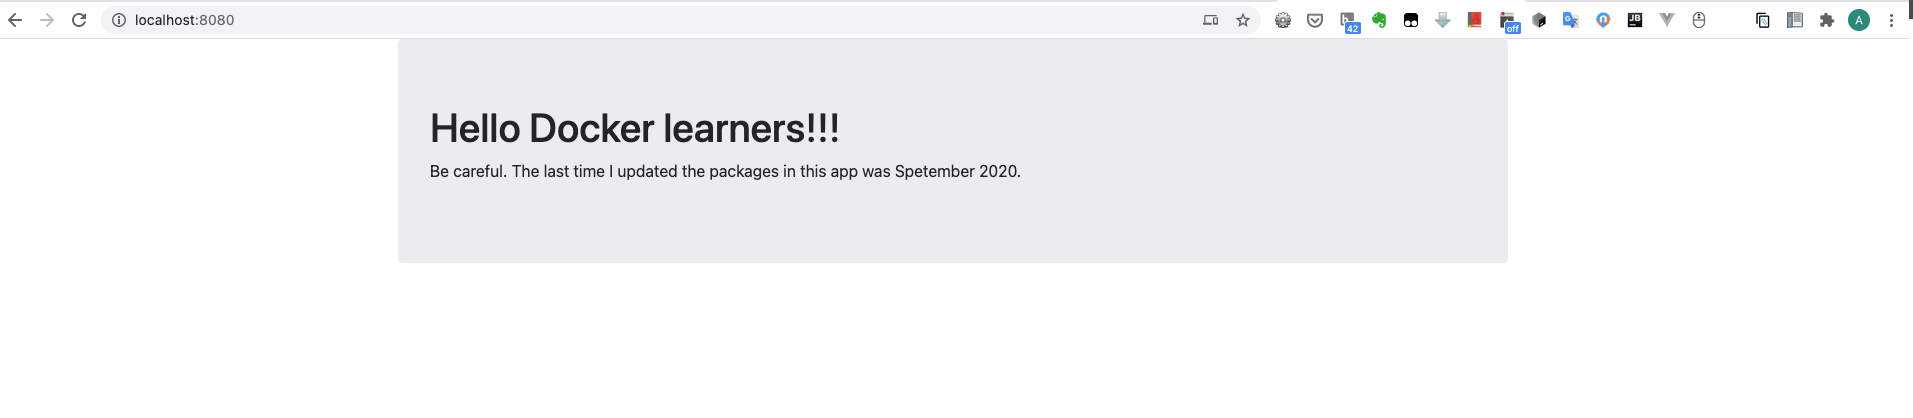 localhost:8080
42
off
JB
A
Hello Docker learners!!!
Be careful. The last time I updated the packages in this app was Spetember 2020.